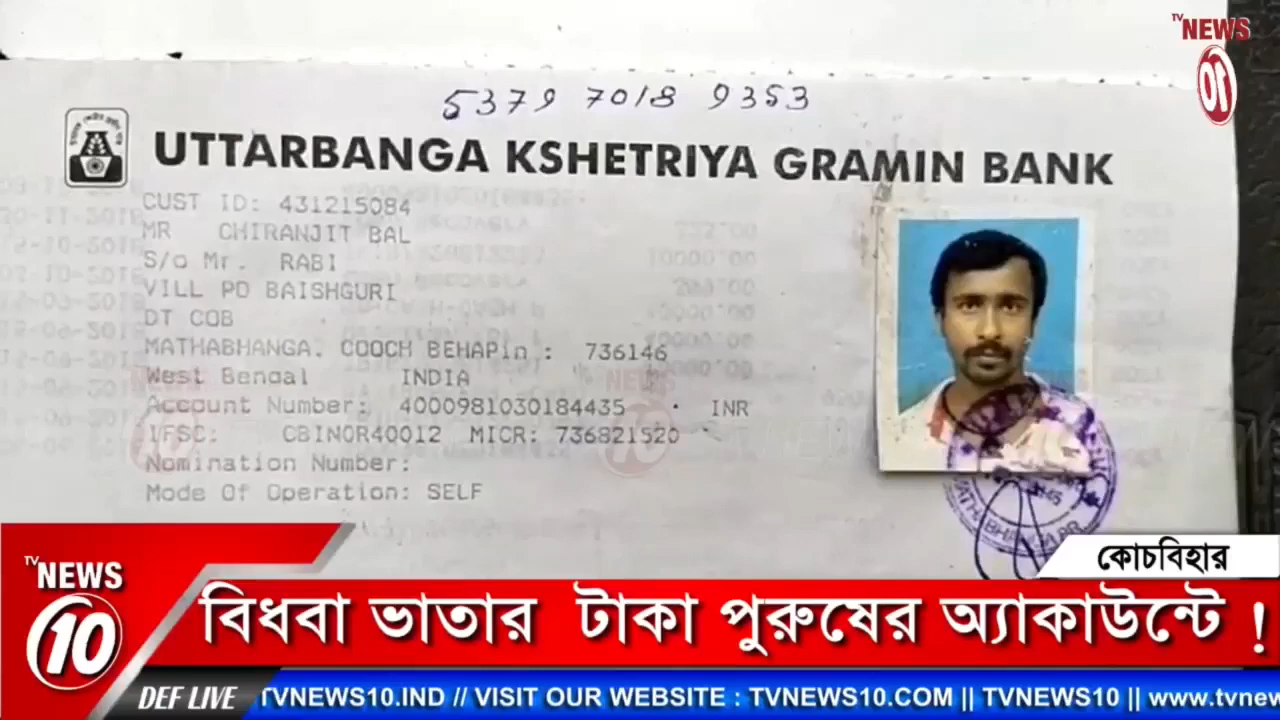 TV NEWS
10
5379 7018 9353
UTTARBANGA KSHETRIYA GRAMIN BANK
CUST ID: 431215084
MR CHIRANJIT BAL
S/o Mr. RABI
VILL PO BAISHGURI
DT COB
MATHABHANGA. COOCH BEHAPin : 736146
West Bengal INDIA
Account Number: 4000981030184435 INR
IFSC: CBIN0R40012 MICR: 736821520
Nomination Number:
Mode Of Operation: SELF
কোচবিহার
TV NEWS
10
বিধবা ভাতার টাকা পুরুষের অ্যাকাউন্টে !
DEF LIVE
TVNEWS10.IND // VISIT OUR WEBSITE : TVNEWS10.COM || TVNEWS10 || www.tvnew